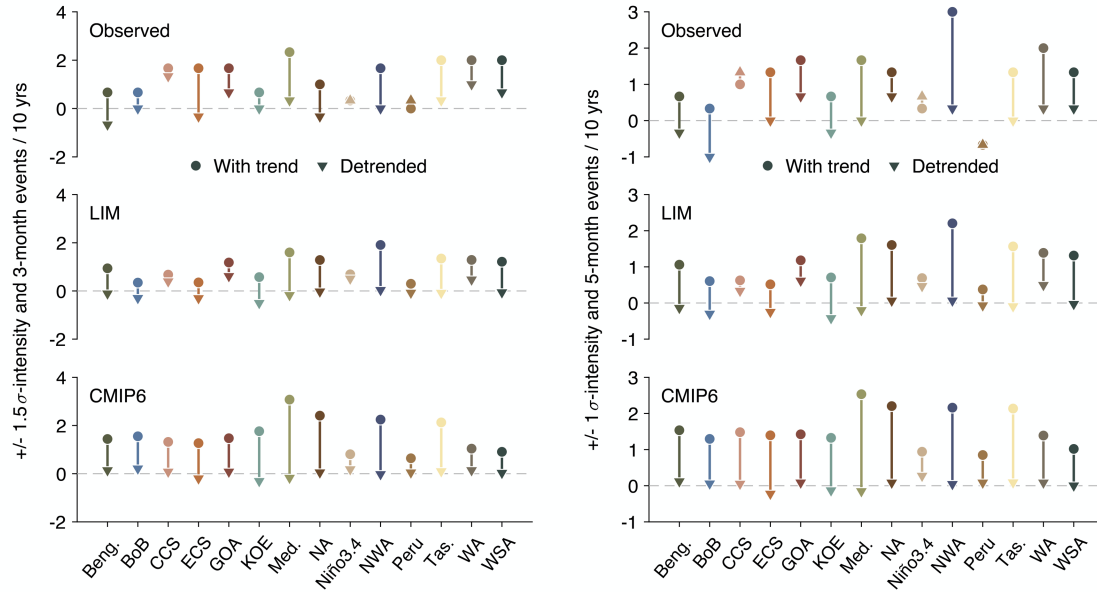 +/- 1.5σ-intensity and 3-month events / 10 yrs
4
Observed
2
0
-2
With trend
Detrended
4
LIM
2
0
-2
4
CMIP6
2
0
-2
Beng.
BoB
CCS
ECS
GOA
KOE
Med.
NA
Niño3.4
NWA
Peru
Tas.
WA
WSA
+/- 1σ-intensity and 5-month events / 10 yrs
3
Observed
2
1
0
-1
With trend
Detrended
3
LIM
2
1
0
-1
3
CMIP6
2
1
0
-1
Beng.
BoB
CCS
ECS
GOA
KOE
Med.
NA
Niño3.4
NWA
Peru
Tas.
WA
WSA